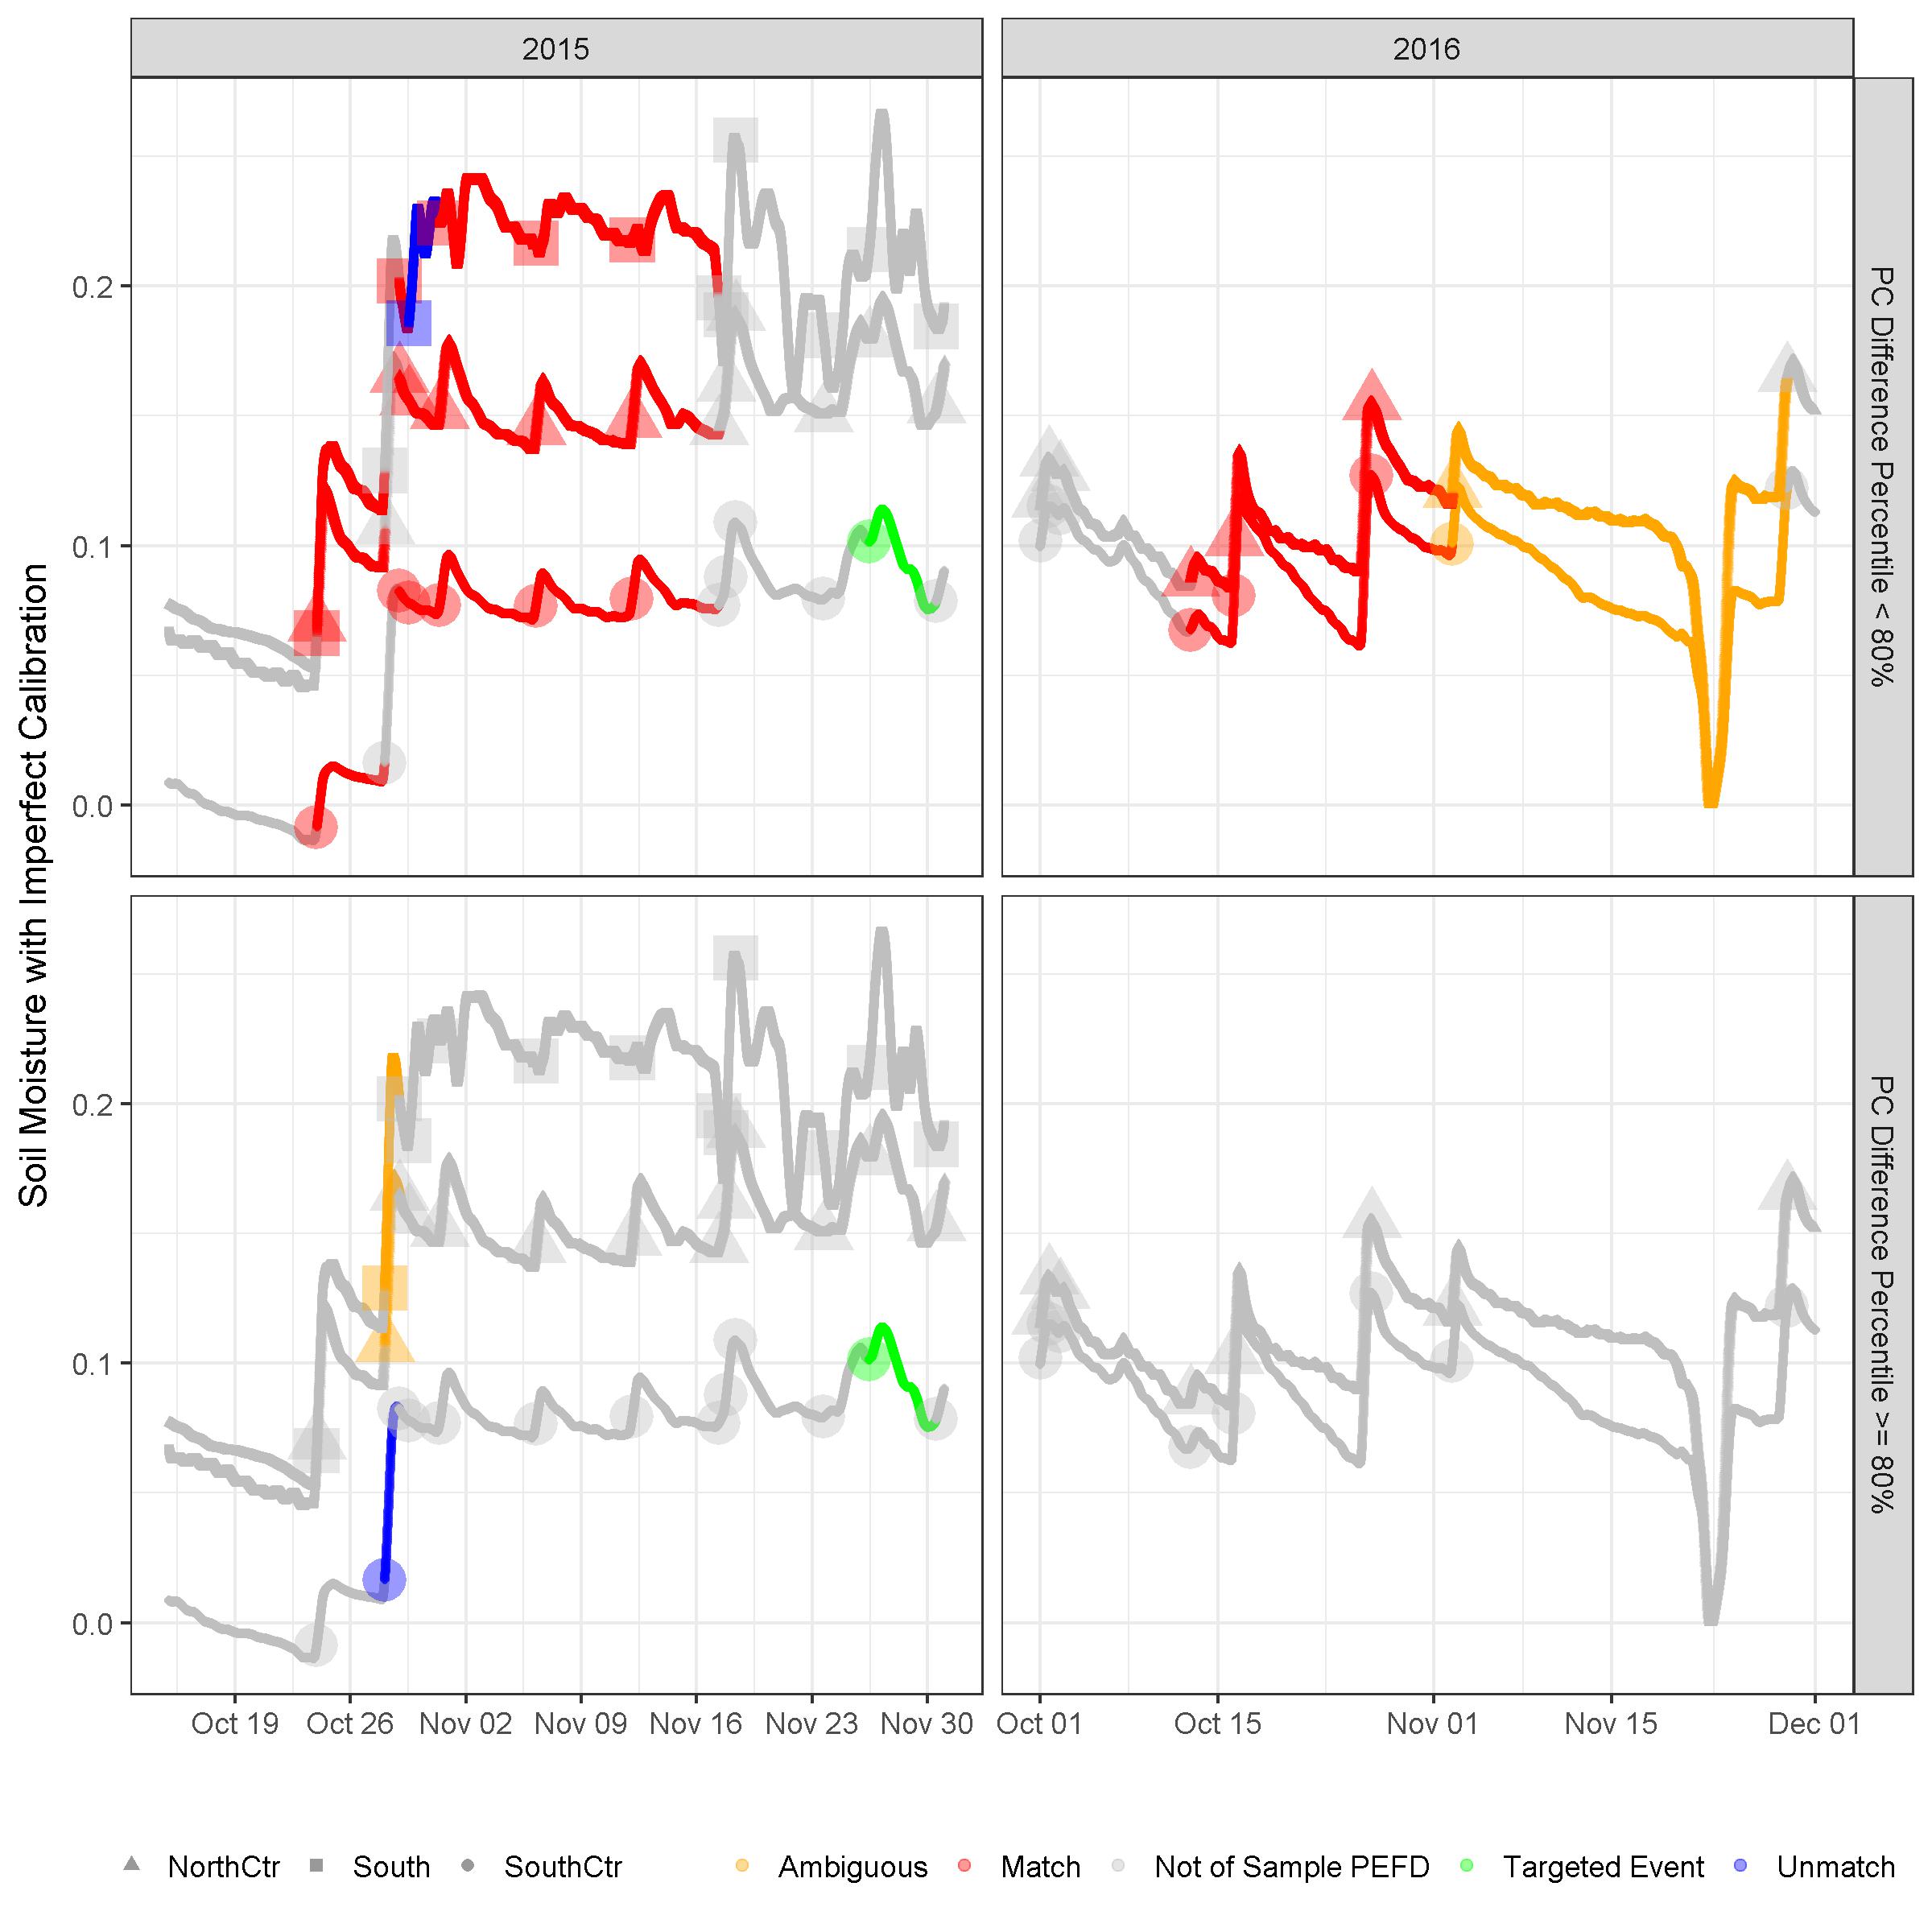 2015
2016
Soil Moisture with Imperfect Calibration
0.2
0.1
0.0
PC Difference Percentile < 80%
0.2
0.1
0.0
PC Difference Percentile >= 80%
Oct 19 Oct 26 Nov 02 Nov 09 Nov 16 Nov 23 Nov 30
Oct 01 Oct 15 Nov 01 Nov 15 Dec 01
NorthCtr South SouthCtr Ambiguous Match Not of Sample PEFD Targeted Event Unmatch